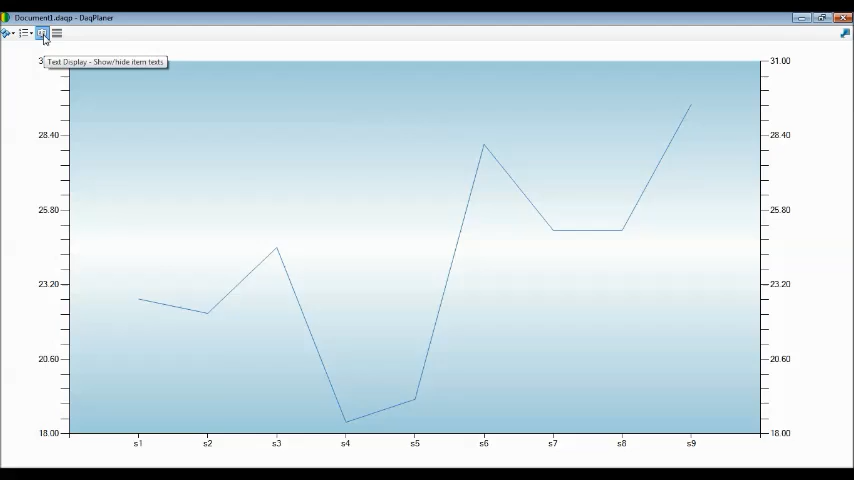 Document1.daqp - DaqPlaner
Text Display - Show/hide item texts
31.00
28.40 28.40
25.80 25.80
23.20 23.20
20.60 20.60
18.00 18.00
s1 s2 s3 s4 s5 s6 s7 s8 s9